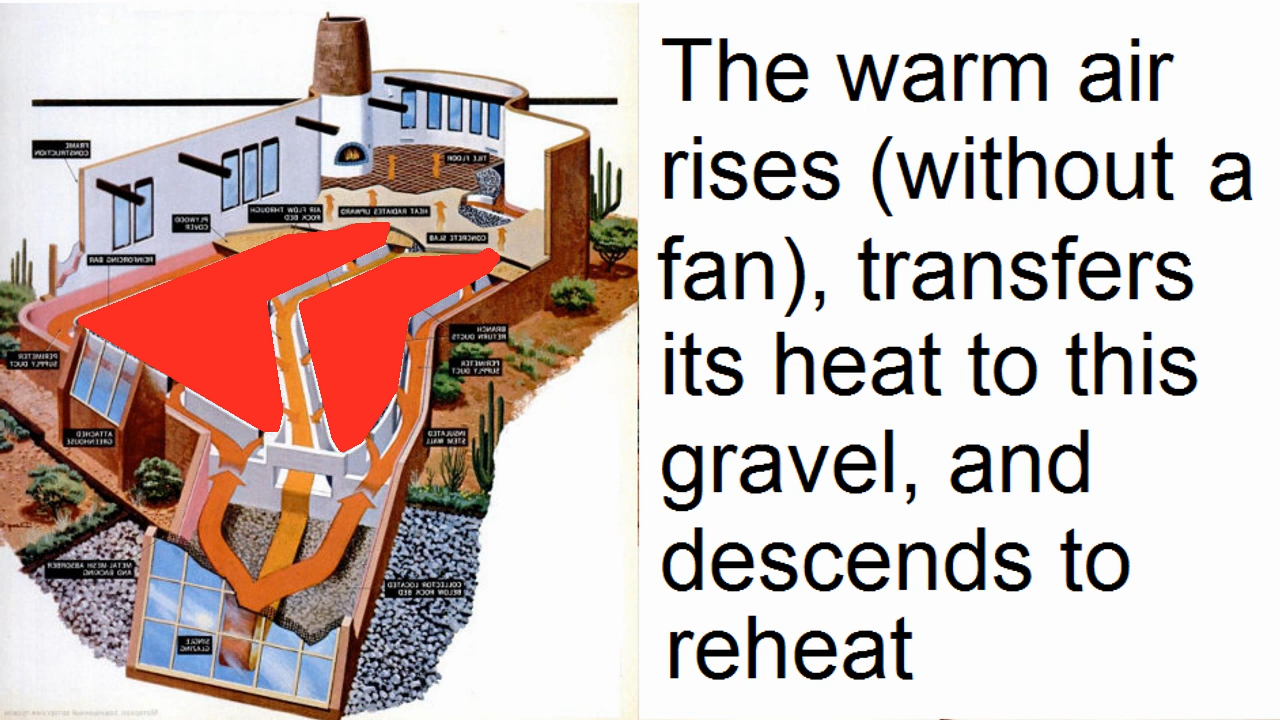 FRAME
CONSTRUCTION
TILE FLOOR
PLYWOOD
COVER
AIR FLOW THROUGH
ROCK BED
HEAT RADIATES UPWARD
CONCRETE SLAB
REINFORCING BAR
BRANCH
RETURN DUCTS
PERIMETER
SUPPLY DUCT
PERIMETER
SUPPLY DUCT
ATTACHED
GREENHOUSE
INSULATED
STEM WALL
METAL-MESH ABSORBER
AND BACKING
COLLECTOR LOCATED
BELOW ROCK BED
SINGLE
GLAZING
The warm air
rises (without a
fan), transfers
its heat to this
gravel, and
descends to
reheat